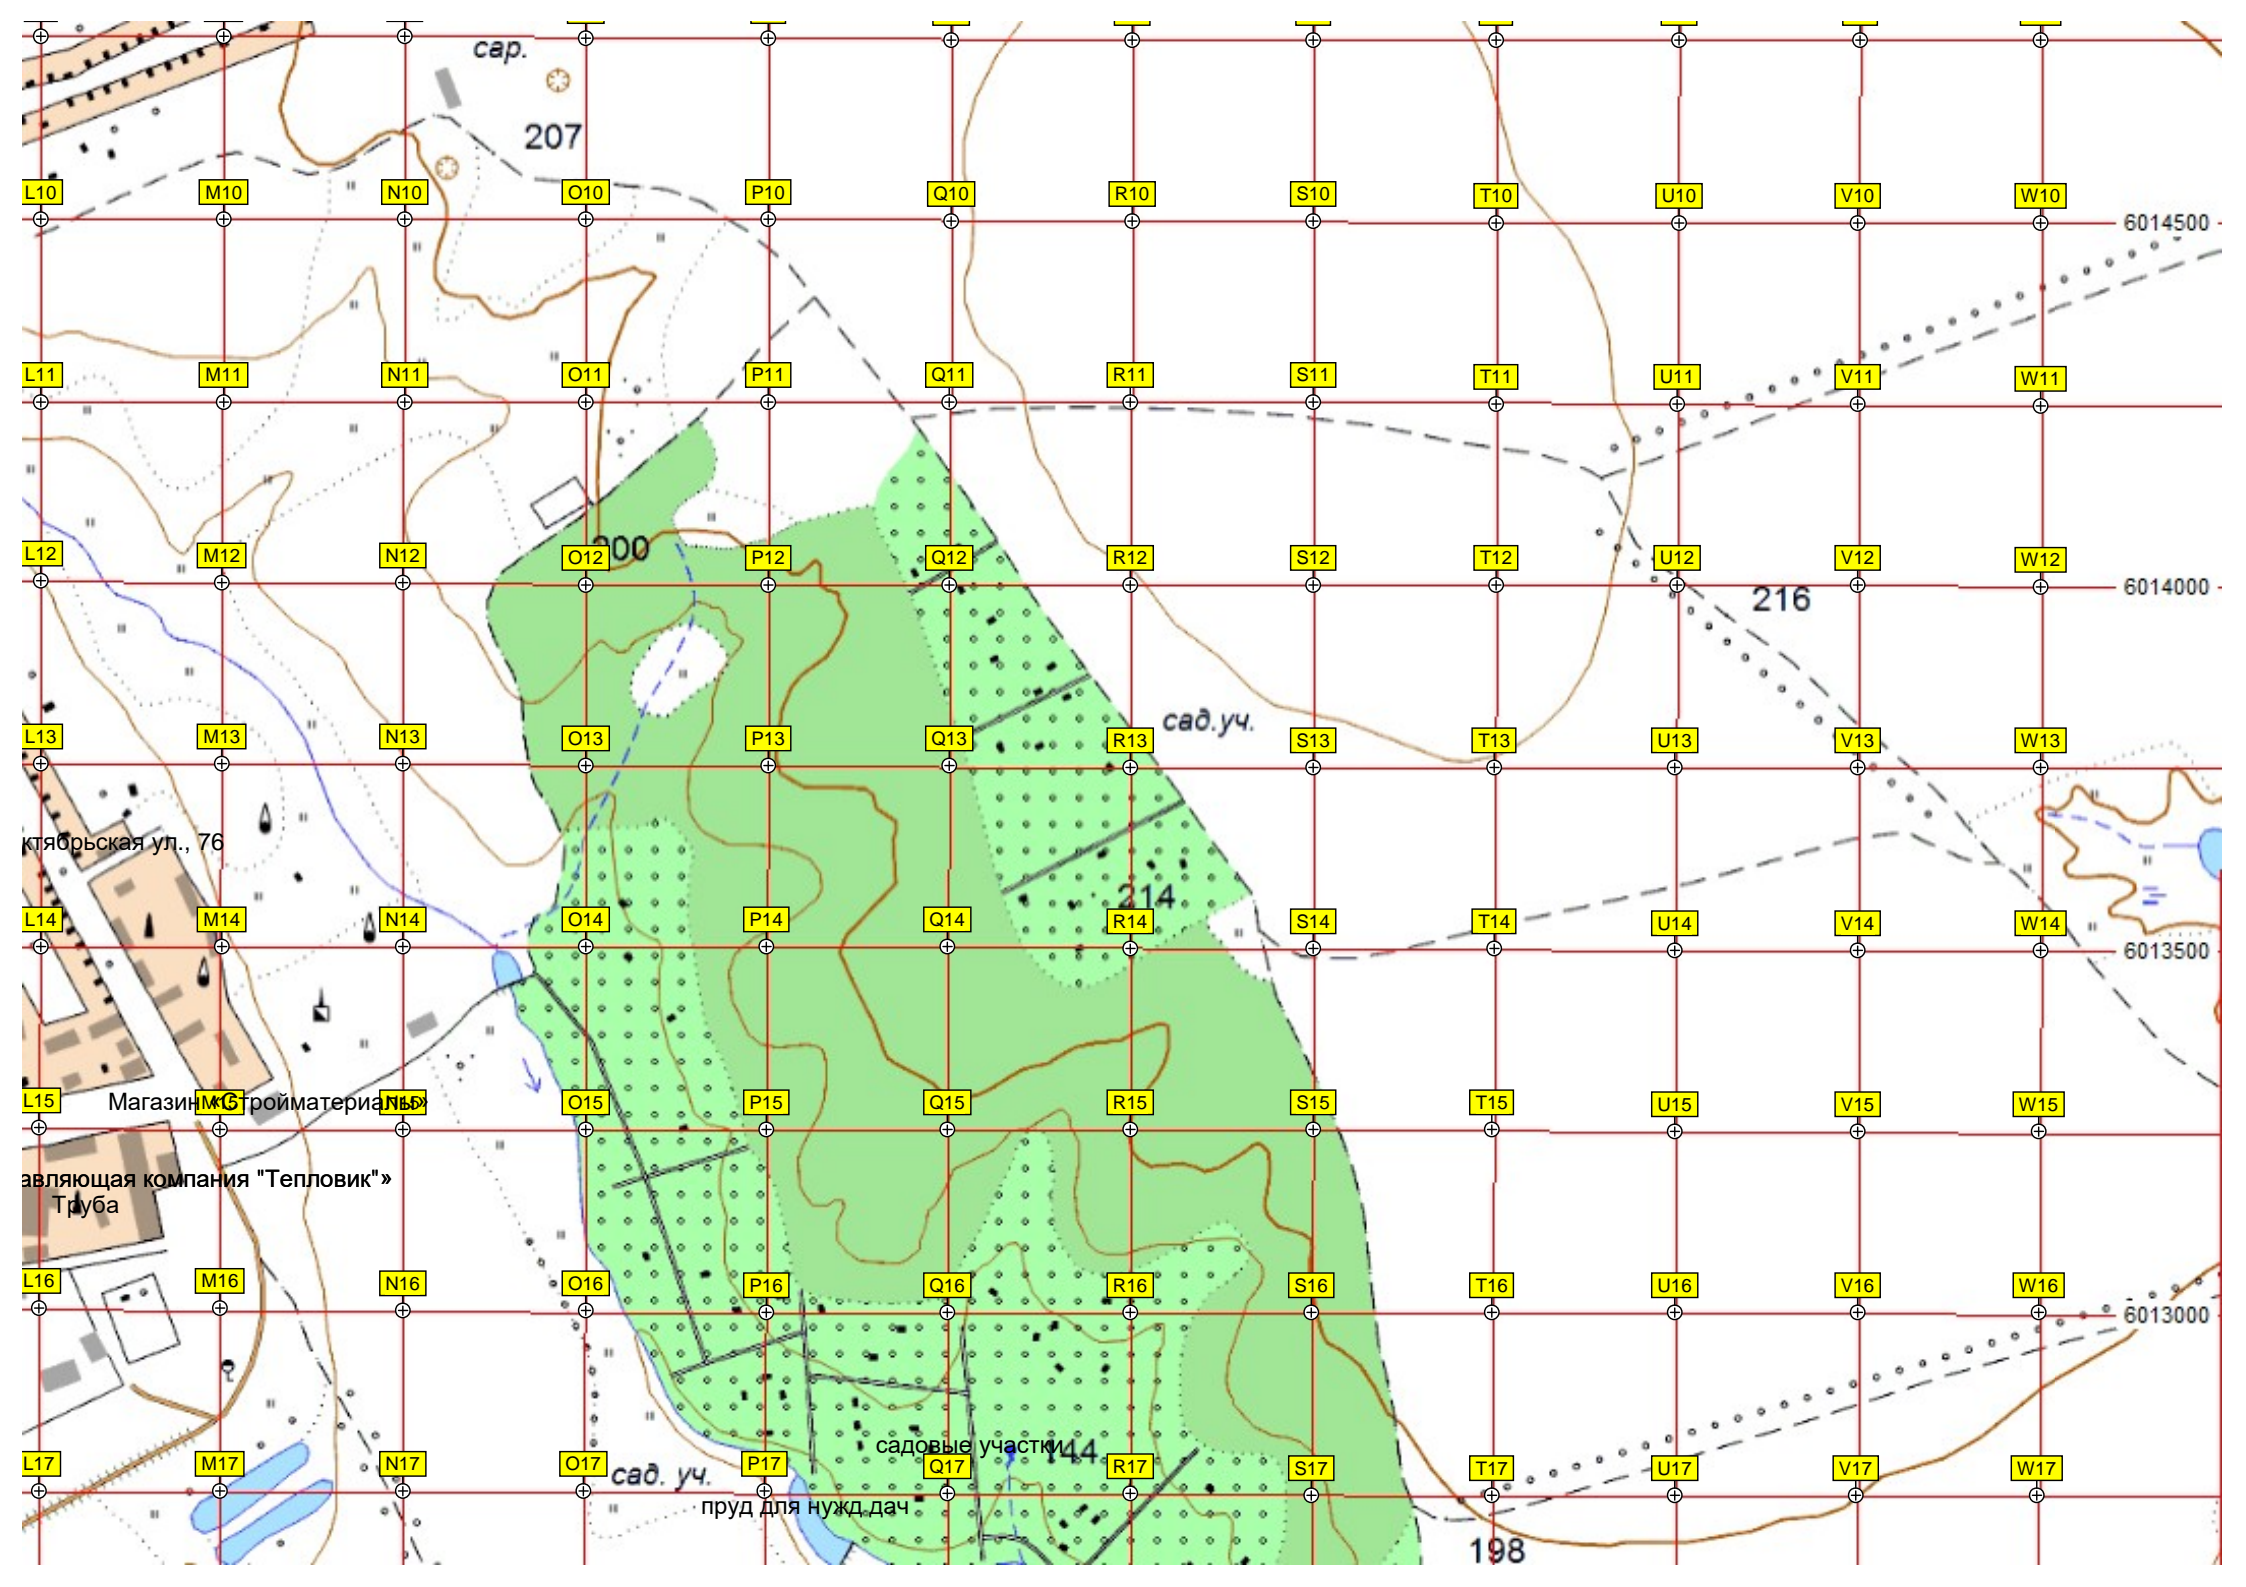 сар.
207
L10 M10 N10 O10 P10 Q10 R10 S10 T10 U10 V10 W10
6014500
L11 M11 N11 O11 P11 Q11 R11 S11 T11 U11 V11 W11
L12 M12 N12 O12 P12 Q12 R12 S12 T12 U12 V12 W12
6014000
216
сад.уч.
L13 M13 N13 O13 P13 Q13 R13 S13 T13 U13 V13 W13
ктябрьская ул., 76
214
L14 M14 N14 O14 P14 Q14 R14 S14 T14 U14 V14 W14
6013500
L15 M15 N15 O15 P15 Q15 R15 S15 T15 U15 V15 W15
Магазин «Стройматериалы»
авляющая компания "Тепловик"»
Труба
L16 M16 N16 O16 P16 Q16 R16 S16 T16 U16 V16 W16
6013000
садовые участки
L17 M17 N17 O17 P17 Q17 R17 S17 T17 U17 V17 W17
сад. уч.
пруд для нужд.дач
198